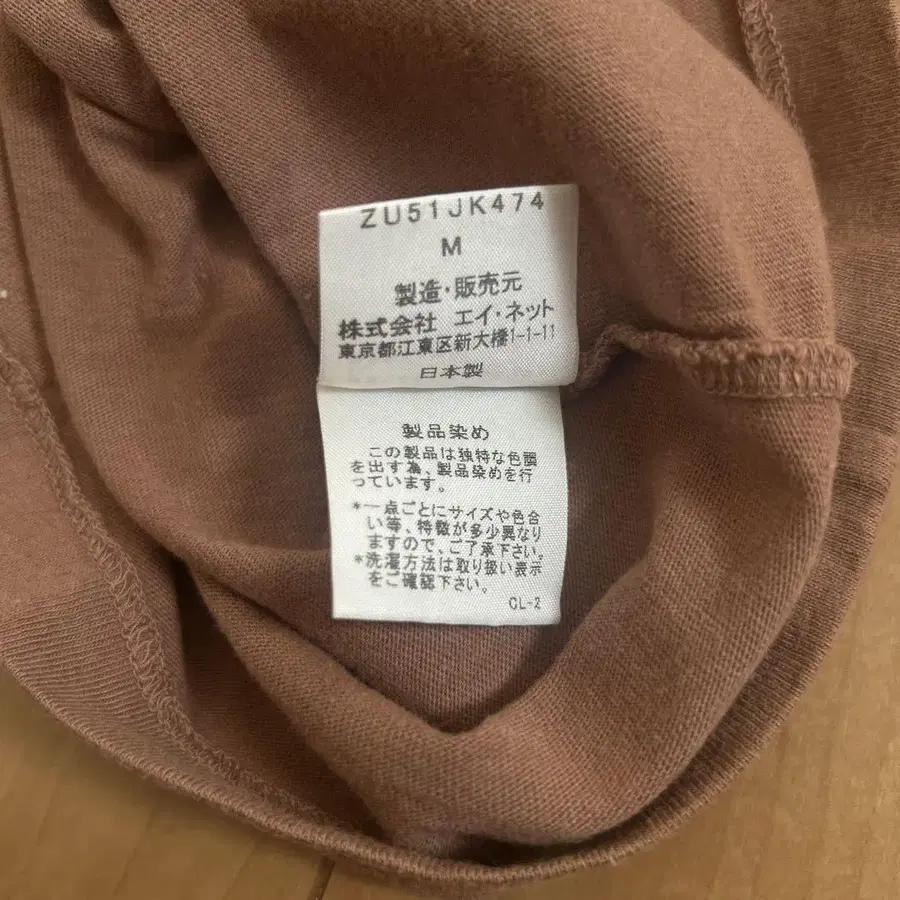 ZU51JK474
M
製造・販売元
株式会社 エイ・ネット
東京都江東区新大橋1-1-11
日本製
製品染め
この製品は独特な色調
を出す為、製品染めを行
っています。
*一点ごとにサイズや色合
い等、特徴が多少異なり
ますので、ご了承下さい。
*洗濯方法は取り扱い表示
をご確認下さい。
CL-2